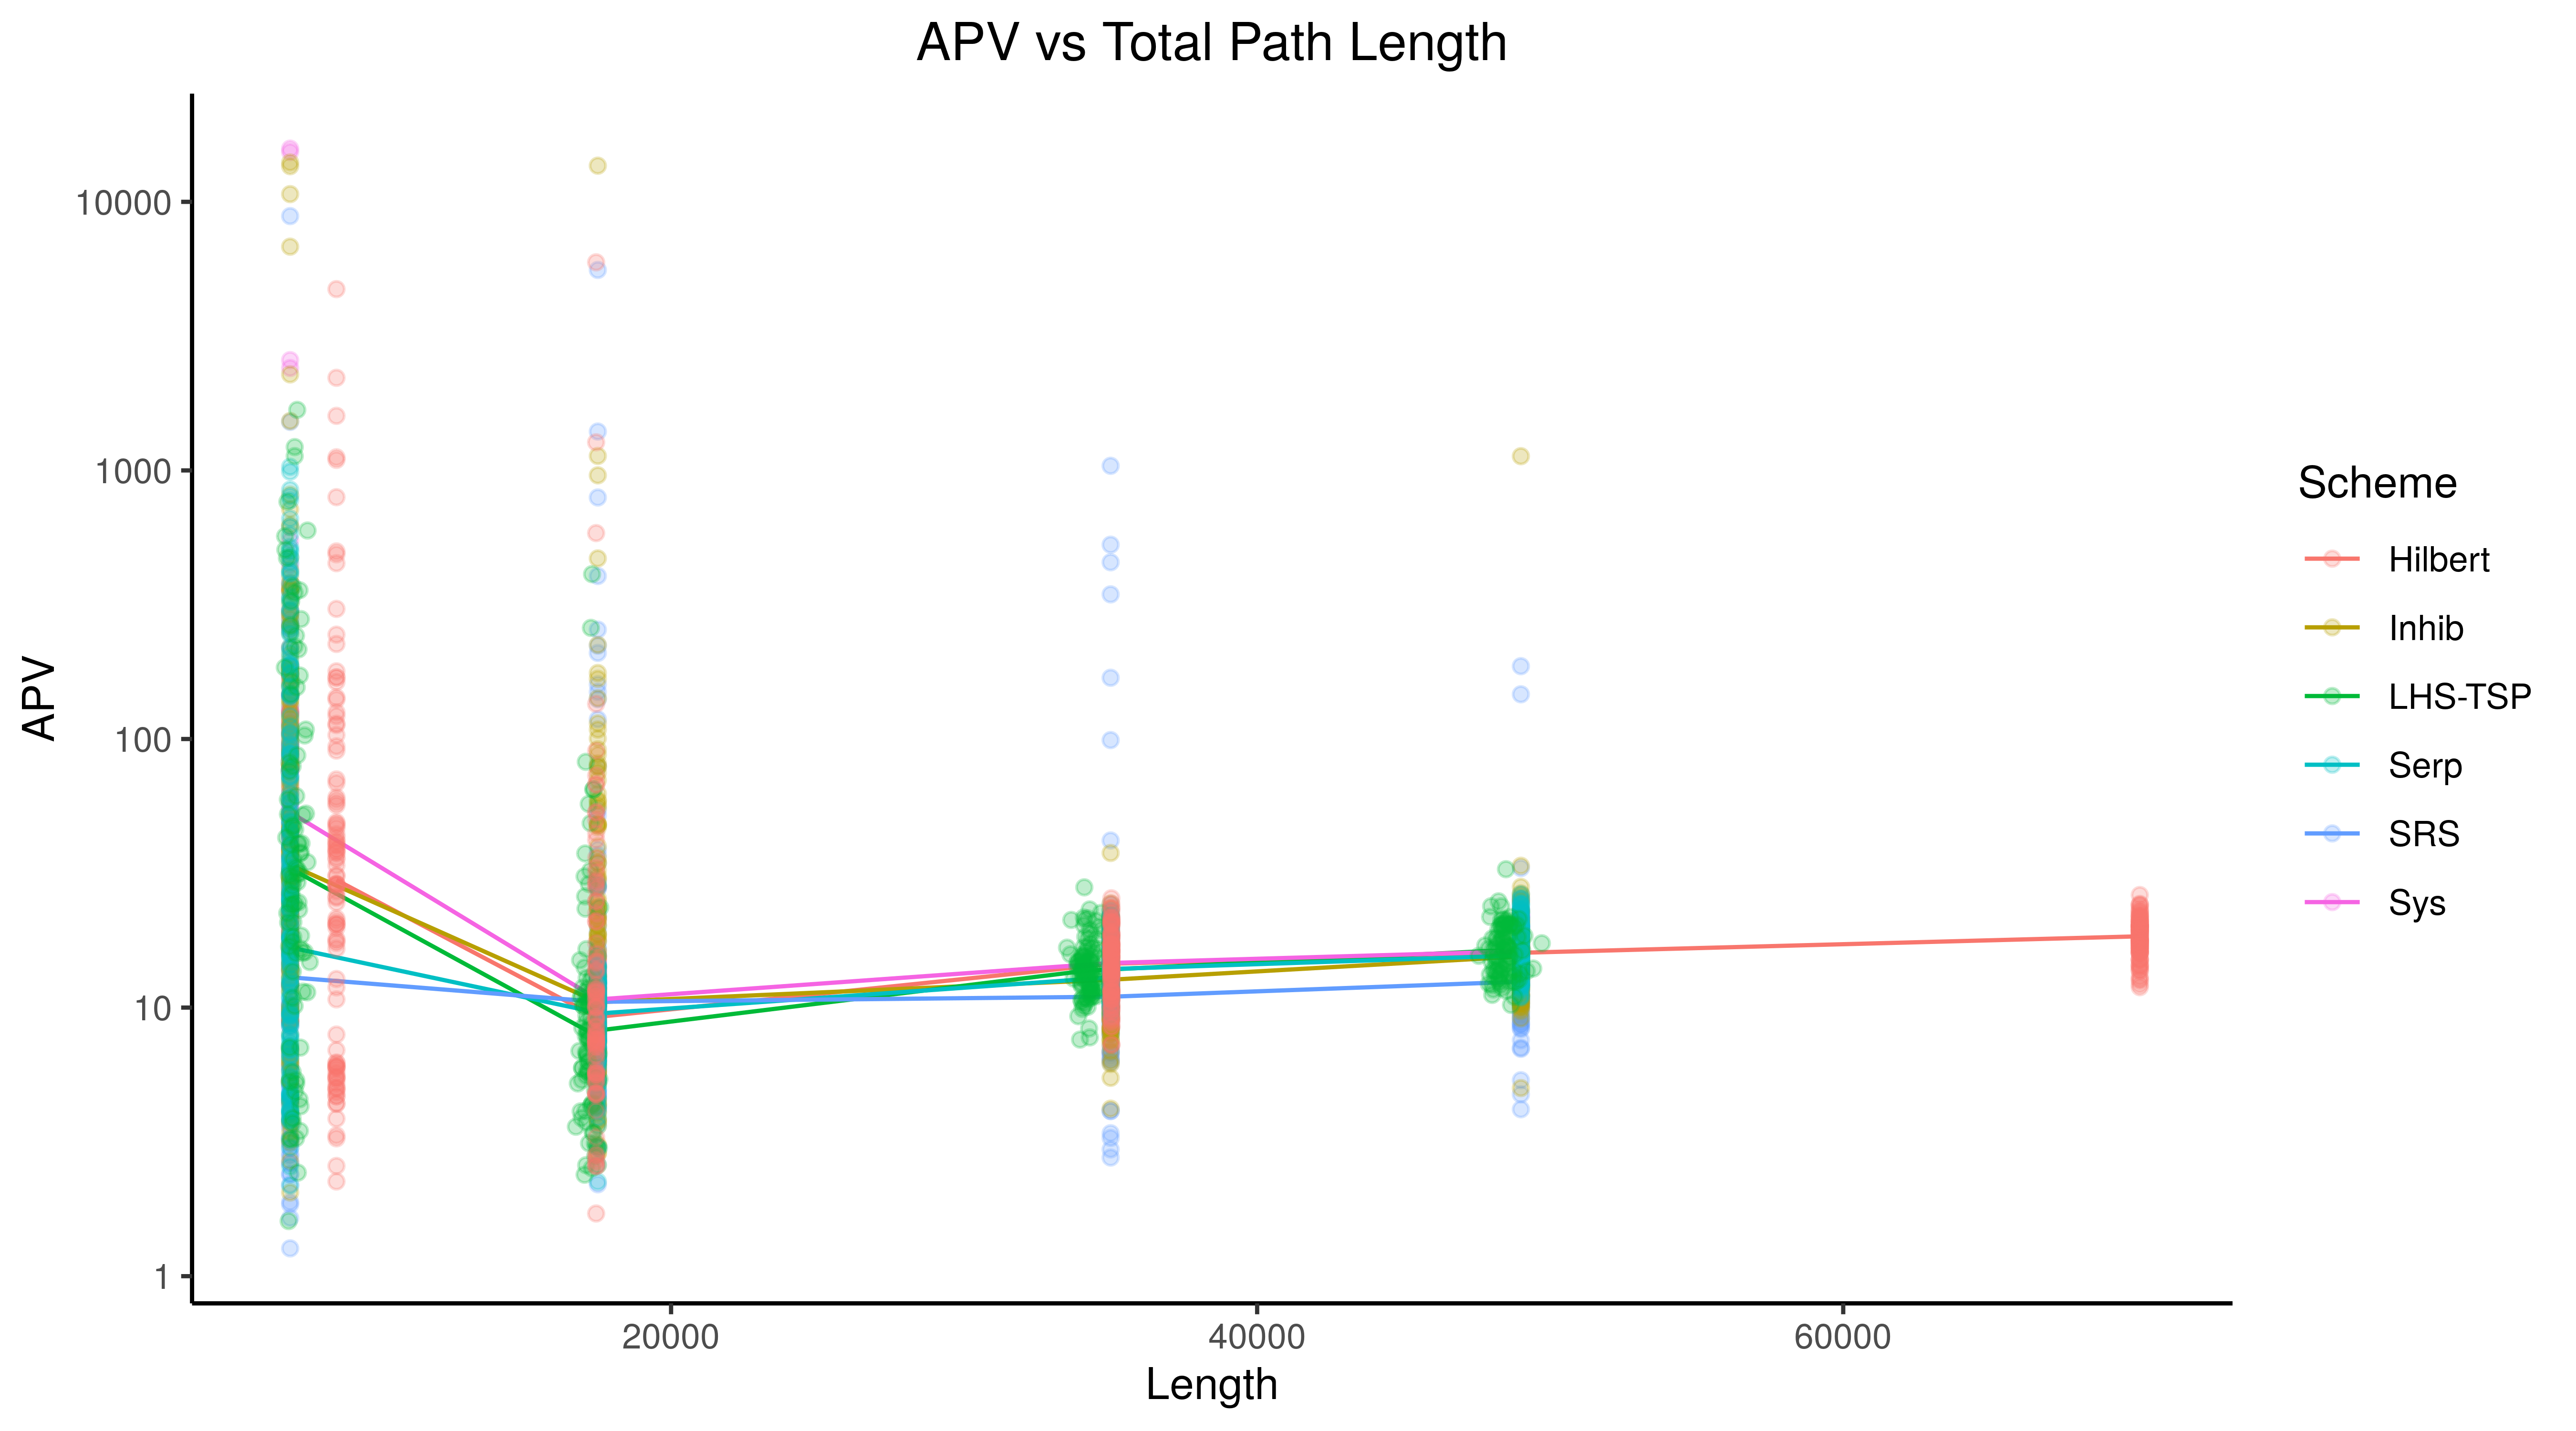 APV vs Total Path Length
APV
10000
1000
100
10
1
20000
40000
60000
Length
Scheme
Hilbert
Inhib
LHS-TSP
Serp
SRS
Sys